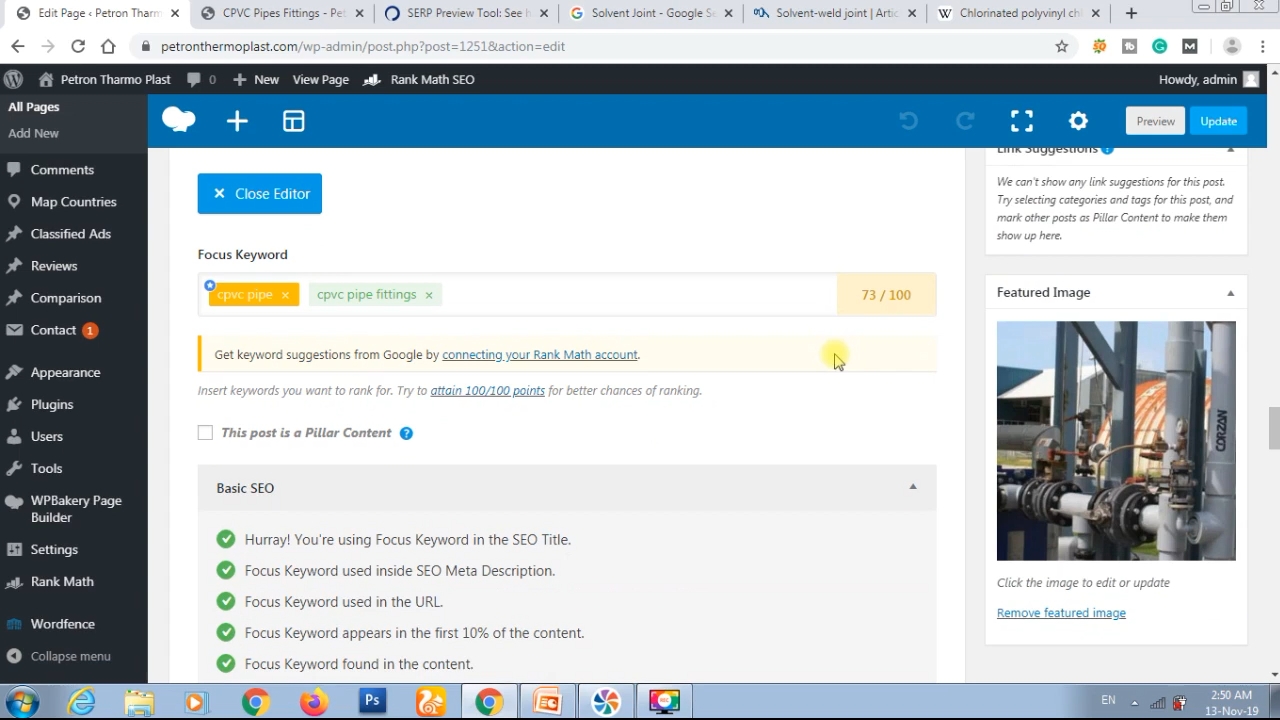 Edit Page ‹ Petron Tharm
CPVC Pipes Fittings - Pet
SERP Preview Tool: See h
Solvent Joint - Google Se
Solvent-weld joint | Artic
Chlorinated polyvinyl chl
petronthermoplast.com/wp-admin/post.php?post=1251&action=edit
Petron Tharmo Plast
0
New
View Page
Rank Math SEO
Howdy, admin
All Pages
Add New
Comments
Map Countries
Classified Ads
Reviews
Comparison
Contact 1
Appearance
Plugins
Users
Tools
WPBakery Page
Builder
Settings
Rank Math
Wordfence
Collapse menu
Preview
Update
Close Editor
Focus Keyword
cpvc pipe
cpvc pipe fittings
73 / 100
Get keyword suggestions from Google by connecting your Rank Math account.
Insert keywords you want to rank for. Try to attain 100/100 points for better chances of ranking.
This post is a Pillar Content
Basic SEO
Hurray! You're using Focus Keyword in the SEO Title.
Focus Keyword used inside SEO Meta Description.
Focus Keyword used in the URL.
Focus Keyword appears in the first 10% of the content.
Focus Keyword found in the content.
Link Suggestions
We can't show any link suggestions for this post.
Try selecting categories and tags for this post, and
mark other posts as Pillar Content to make them
show up here.
Featured Image
CORZAN
Click the image to edit or update
Remove featured image
Ps
EN
2:50 AM
13-Nov-19